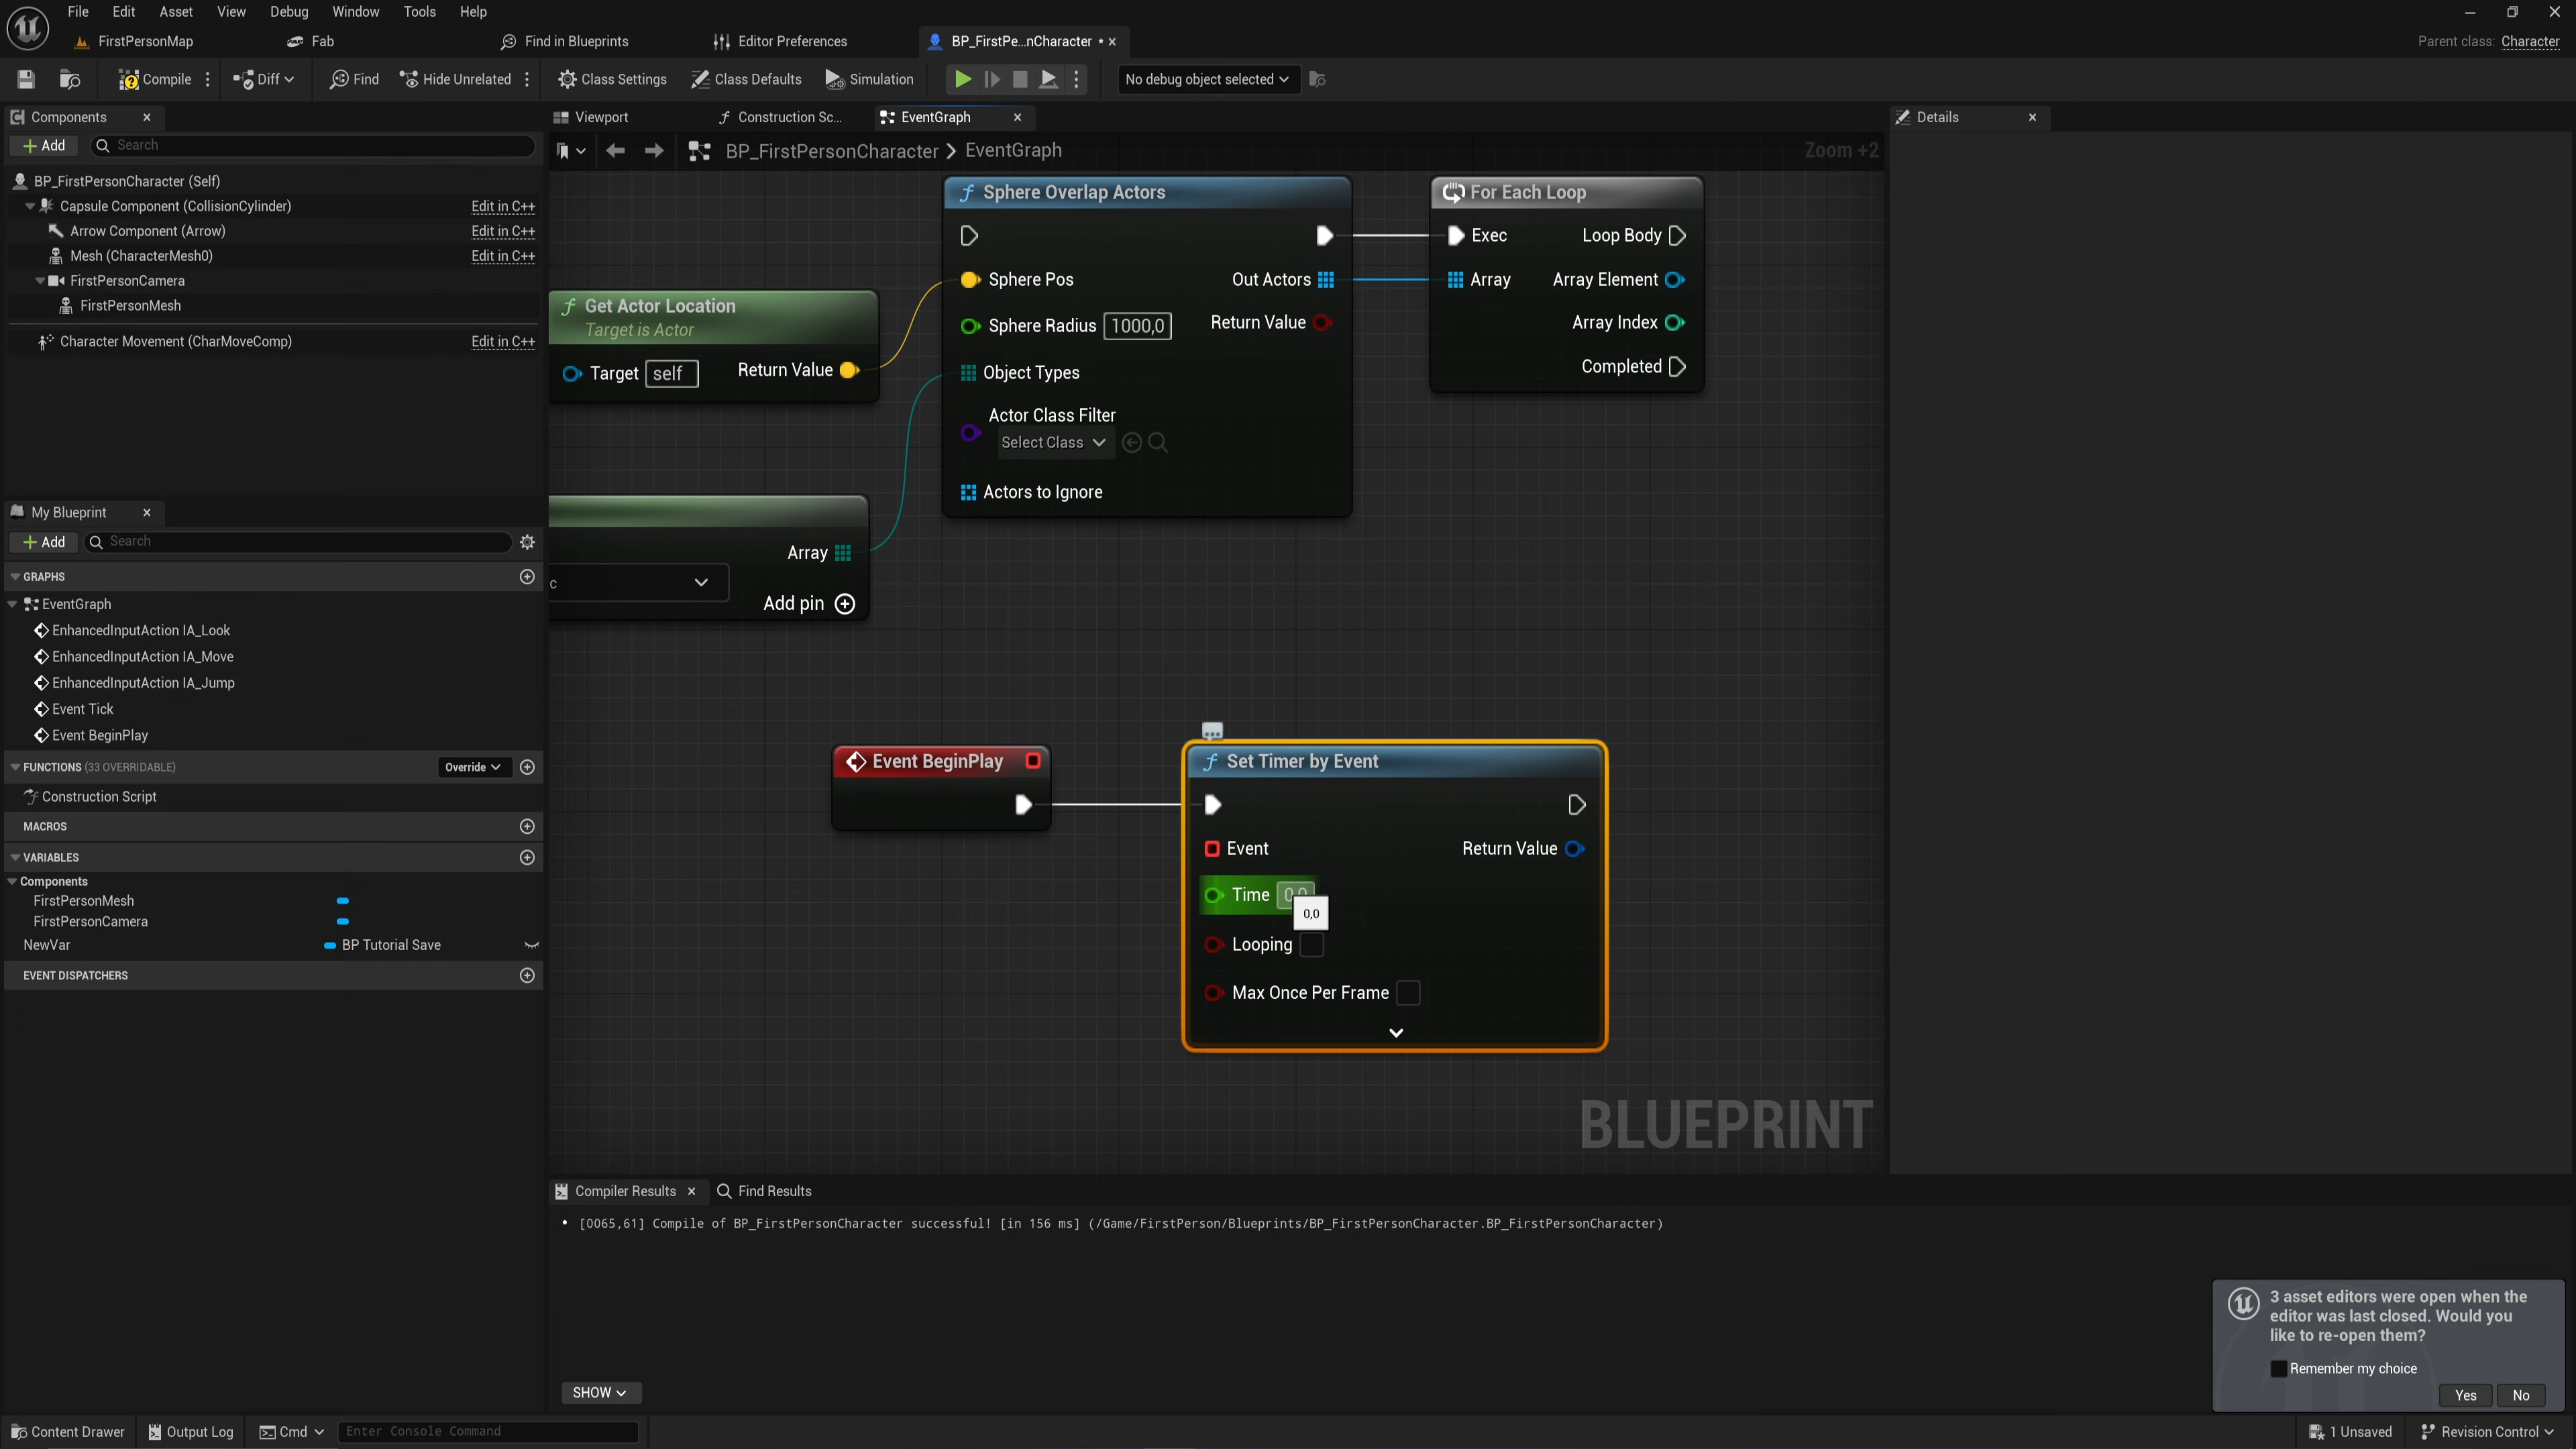 File Edit Asset View Debug Window Tools Help
FirstPersonMap Fab Find in Blueprints Editor Preferences BP_FirstPe...nCharacter • Parent class: Character
Compile Diff Find Hide Unrelated Class Settings Class Defaults Simulation No debug object selected
Components
Add Search
BP_FirstPersonCharacter (Self)
Capsule Component (CollisionCylinder) Edit in C++
Arrow Component (Arrow) Edit in C++
Mesh (CharacterMesh0) Edit in C++
FirstPersonCamera
FirstPersonMesh
Character Movement (CharMoveComp) Edit in C++
My Blueprint
Add Search
GRAPHS
EventGraph
EnhancedInputAction IA_Look
EnhancedInputAction IA_Move
EnhancedInputAction IA_Jump
Event Tick
Event BeginPlay
FUNCTIONS (33 OVERRIDABLE) Override
Construction Script
MACROS
VARIABLES
Components
FirstPersonMesh
FirstPersonCamera
NewVar BP Tutorial Save
EVENT DISPATCHERS
Viewport Construction Sc... EventGraph
BP_FirstPersonCharacter > EventGraph Zoom +2
Get Actor Location
Target is Actor
Target self Return Value
c
Array
Add pin
Sphere Overlap Actors
Sphere Pos Out Actors
Sphere Radius 1000,0 Return Value
Object Types
Actor Class Filter
Select Class
Actors to Ignore
For Each Loop
Exec Loop Body
Array Array Element
Array Index
Completed
Event BeginPlay
Set Timer by Event
Event Return Value
Time 0,0
0,0
Looping
Max Once Per Frame
BLUEPRINT
Details
Compiler Results Find Results
• [0065,61] Compile of BP_FirstPersonCharacter successful! [in 156 ms] (/Game/FirstPerson/Blueprints/BP_FirstPersonCharacter.BP_FirstPersonCharacter)
SHOW
3 asset editors were open when the
editor was last closed. Would you
like to re-open them?
Remember my choice
Yes No
Content Drawer Output Log Cmd Enter Console Command 1 Unsaved Revision Control